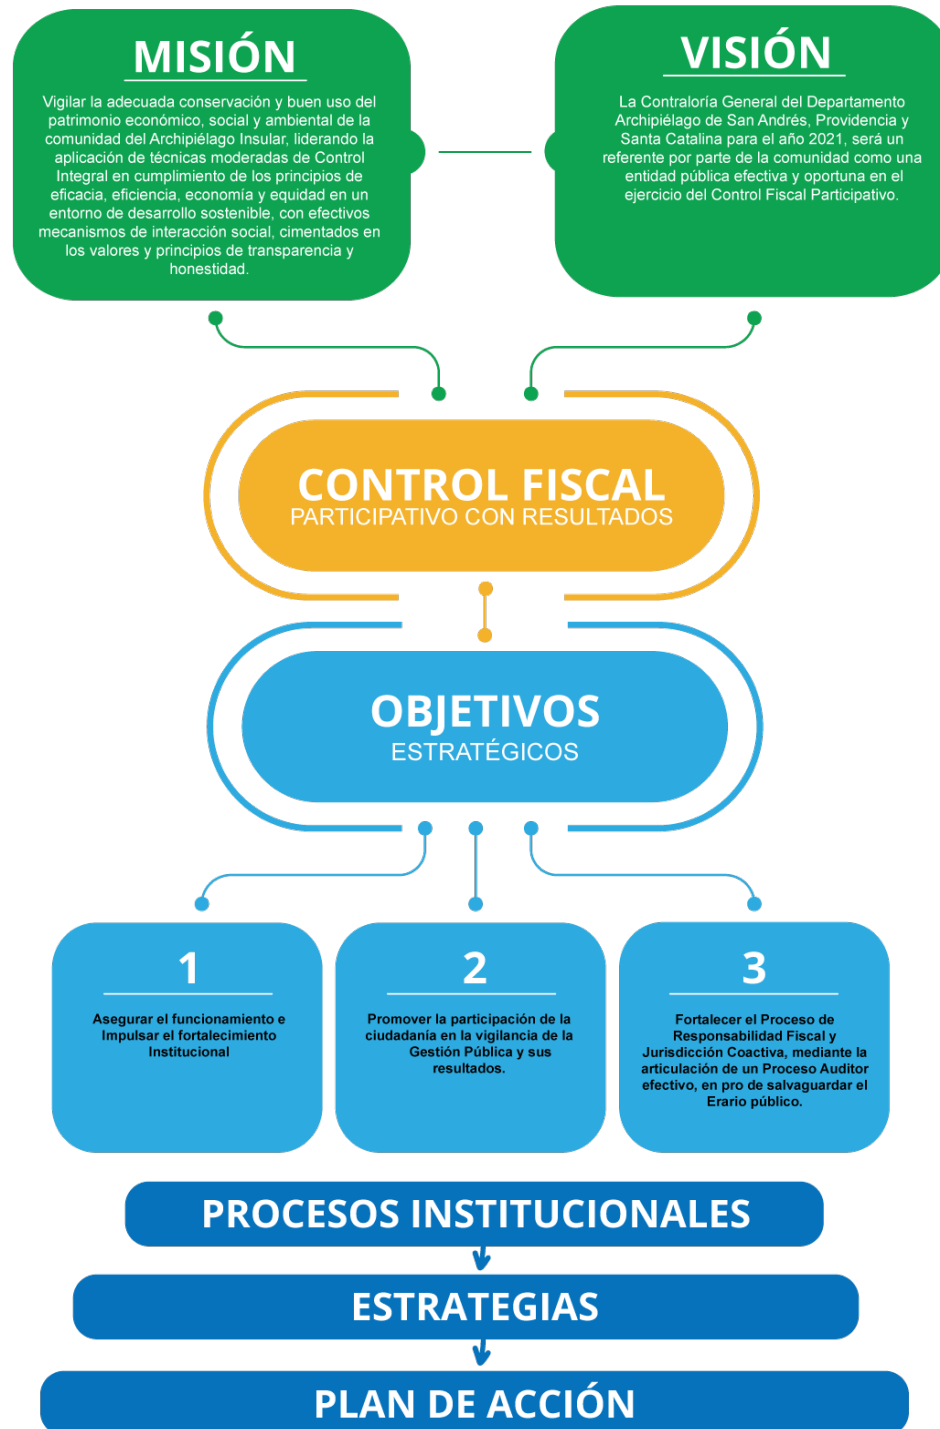 MISIÓN
Vigilar la adecuada conservación y buen uso del
patrimonio económico, social y ambiental de la
comunidad del Archipiélago Insular, liderando la
aplicación de técnicas moderadas de Control
Integral en cumplimiento de los principios de
eficacia, eficiencia, economía y equidad en un
entorno de desarrollo sostenible, con efectivos
mecanismos de interacción social, cimentados en
los valores y principios de transparencia y
honestidad.
VISIÓN
La Contraloría General del Departamento
Archipiélago de San Andrés, Providencia y
Santa Catalina para el año 2021, será un
referente por parte de la comunidad como una
entidad pública efectiva y oportuna en el
ejercicio del Control Fiscal Participativo.
CONTROL FISCAL
PARTICIPATIVO CON RESULTADOS
OBJETIVOS
ESTRATÉGICOS
1
Asegurar el funcionamiento e
Impulsar el fortalecimiento
Institucional
2
Promover la participación de la
ciudadanía en la vigilancia de la
Gestión Pública y sus
resultados.
3
Fortalecer el Proceso de
Responsabilidad Fiscal y
Jurisdicción Coactiva, mediante la
articulación de un Proceso Auditor
efectivo, en pro de salvaguardar el
Erario público.
PROCESOS INSTITUCIONALES
ESTRATEGIAS
PLAN DE ACCIÓN